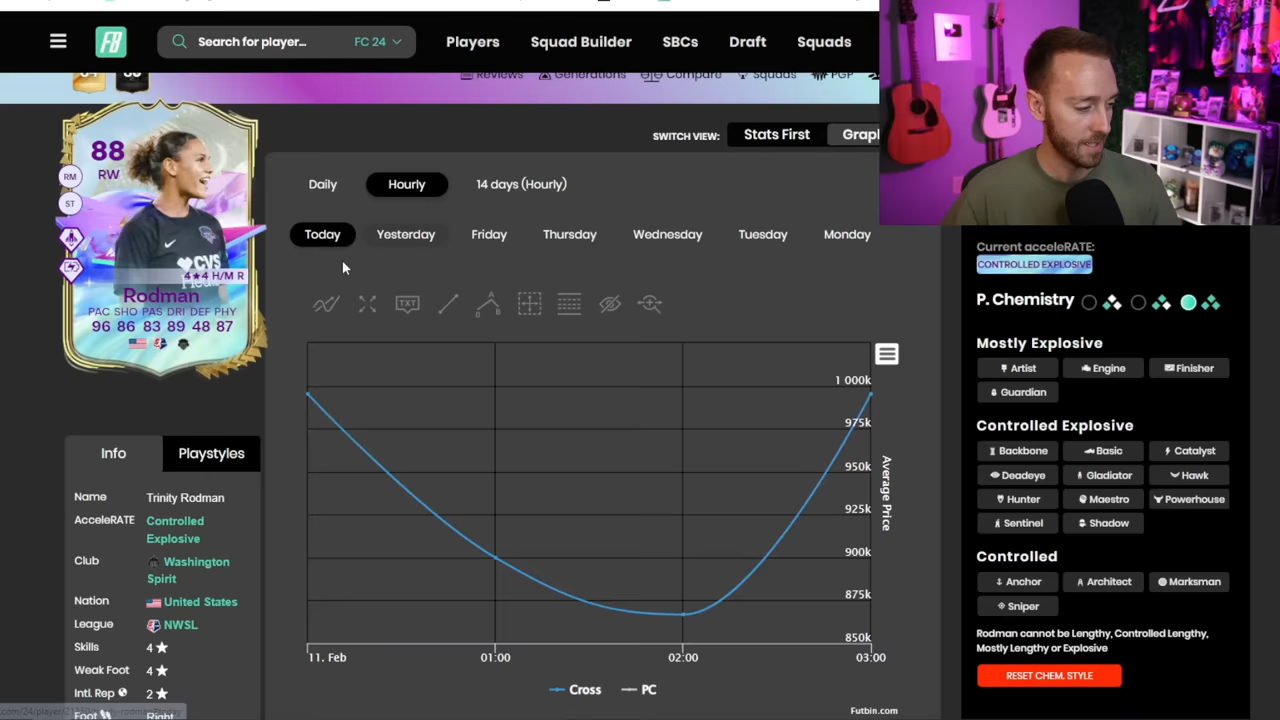 FB
Search for player...
FC 24
Players
Squad Builder
SBCs
Draft
Squads
Reviews
Generations
Compare
Squads
PGP
SWITCH VIEW:
Stats First
Graph
88
RW
RM
ST
4★4 H/M R
Rodman
PAC SHO PAS DRI DEF PHY
96 86 83 89 48 87
Daily
Hourly
14 days (Hourly)
Today
Yesterday
Friday
Thursday
Wednesday
Tuesday
Monday
TXT
1 000k
975k
950k
925k
900k
875k
850k
Average Price
11. Feb
01:00
02:00
03:00
Cross
PC
Futbin.com
Info
Playstyles
Name Trinity Rodman
AcceleRATE Controlled
Explosive
Club Washington
Spirit
Nation United States
League NWSL
Skills 4★
Weak Foot 4★
Intl. Rep 2★
Foot Right
Current acceleRATE:
CONTROLLED EXPLOSIVE
P. Chemistry
Mostly Explosive
Artist
Engine
Finisher
Guardian
Controlled Explosive
Backbone
Basic
Catalyst
Deadeye
Gladiator
Hawk
Hunter
Maestro
Powerhouse
Sentinel
Shadow
Controlled
Anchor
Architect
Marksman
Sniper
Rodman cannot be Lengthy, Controlled Lengthy,
Mostly Lengthy or Explosive
RESET CHEM. STYLE